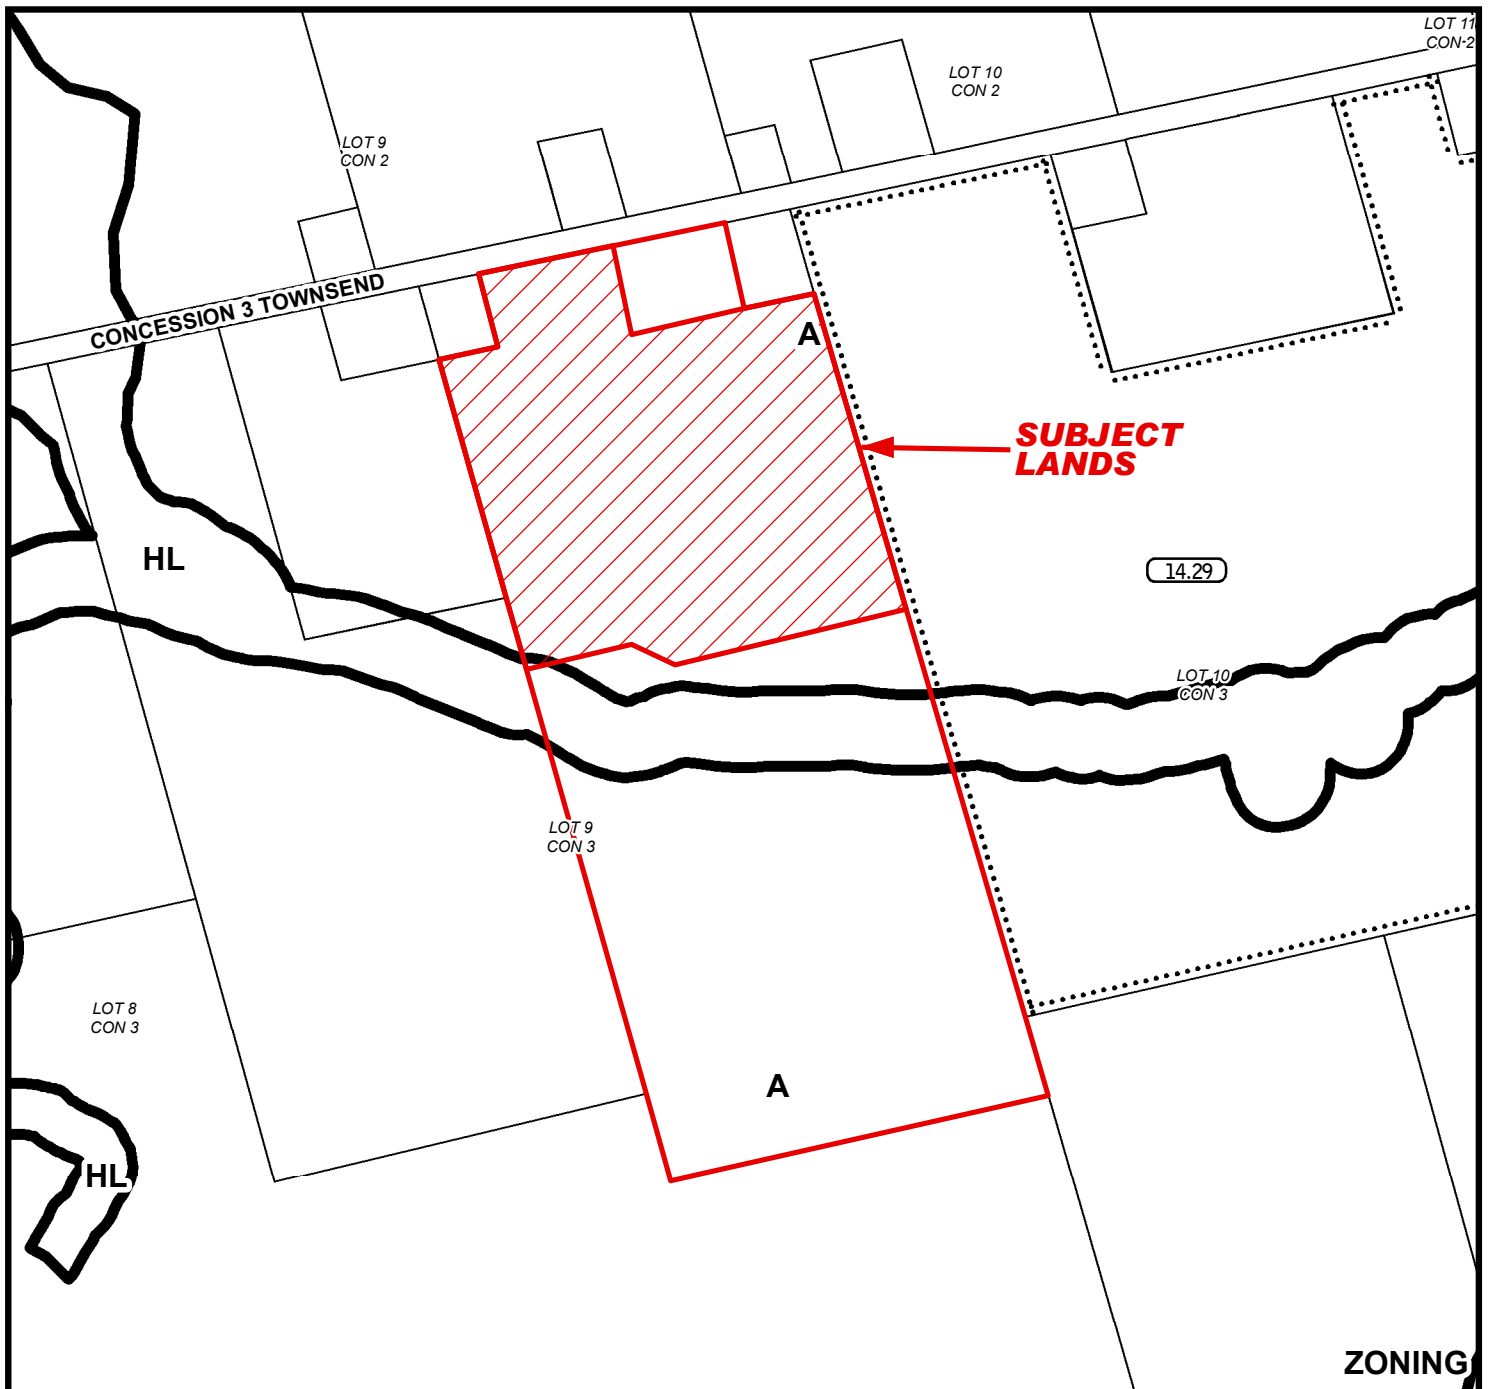 LOT 11
CON 2
LOT 10
CON 2
LOT 9
CON 2
CONCESSION 3 TOWNSEND
A
SUBJECT
LANDS
HL
14.29
LOT 10
CON 3
LOT 9
CON 3
LOT 8
CON 3
A
HL
ZONING